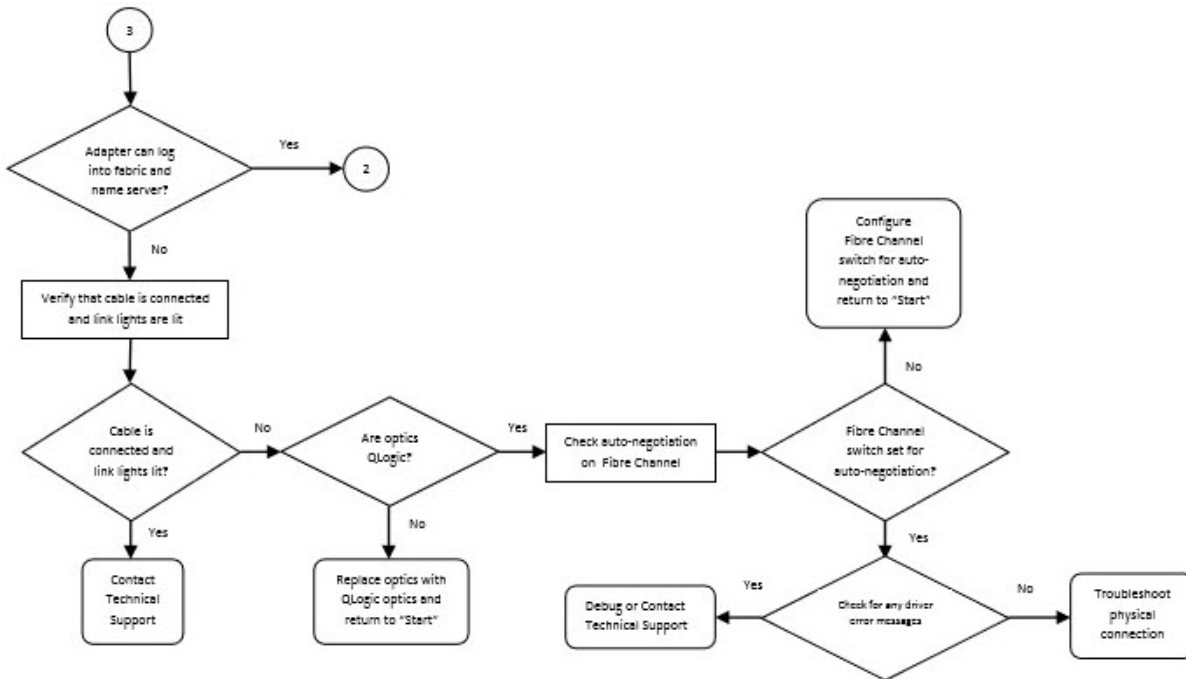 3
Adapter can log
into fabric and
name server?
Yes
2
No
Verify that cable is connected
and link lights are lit
Cable is
connected and
link lights lit?
No
Yes
Contact
Technical
Support
Are optics
QLogic?
Yes
No
Replace optics with
QLogic optics and
return to "Start"
Check auto-negotiation
on Fibre Channel
Fibre Channel
switch set for
auto-negotiation?
No
Configure
Fibre Channel
switch for auto-
negotiation and
return to "Start"
Yes
Check for any driver
error messages
Yes
Debug or Contact
Technical Support
No
Troubleshoot
physical
connection